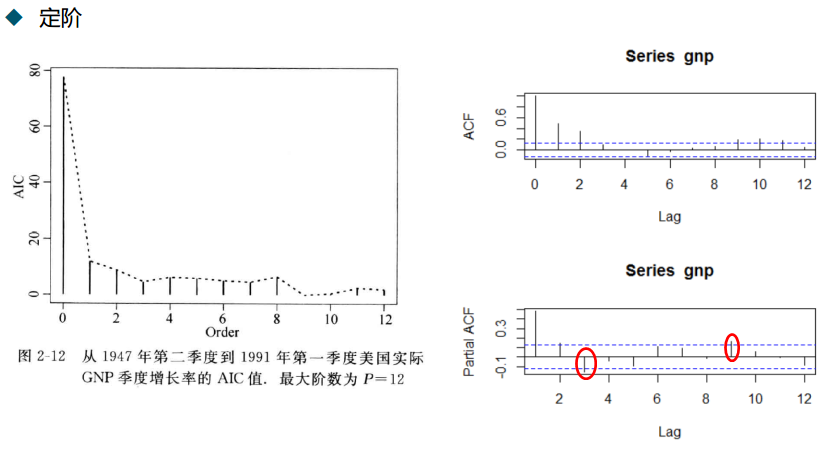 定阶
80
60
40
20
0
AIC
0 2 4 6 8 10 12
Order
图 2-12 从 1947 年第二季度到 1991 年第一季度美国实际
GNP 季度增长率的 AIC 值. 最大阶数为 P=12
Series gnp
ACF
0.0 0.6
0 2 4 6 8 10 12
Lag
Series gnp
Partial ACF
-0.1 0.3
2 4 6 8 10 12
Lag